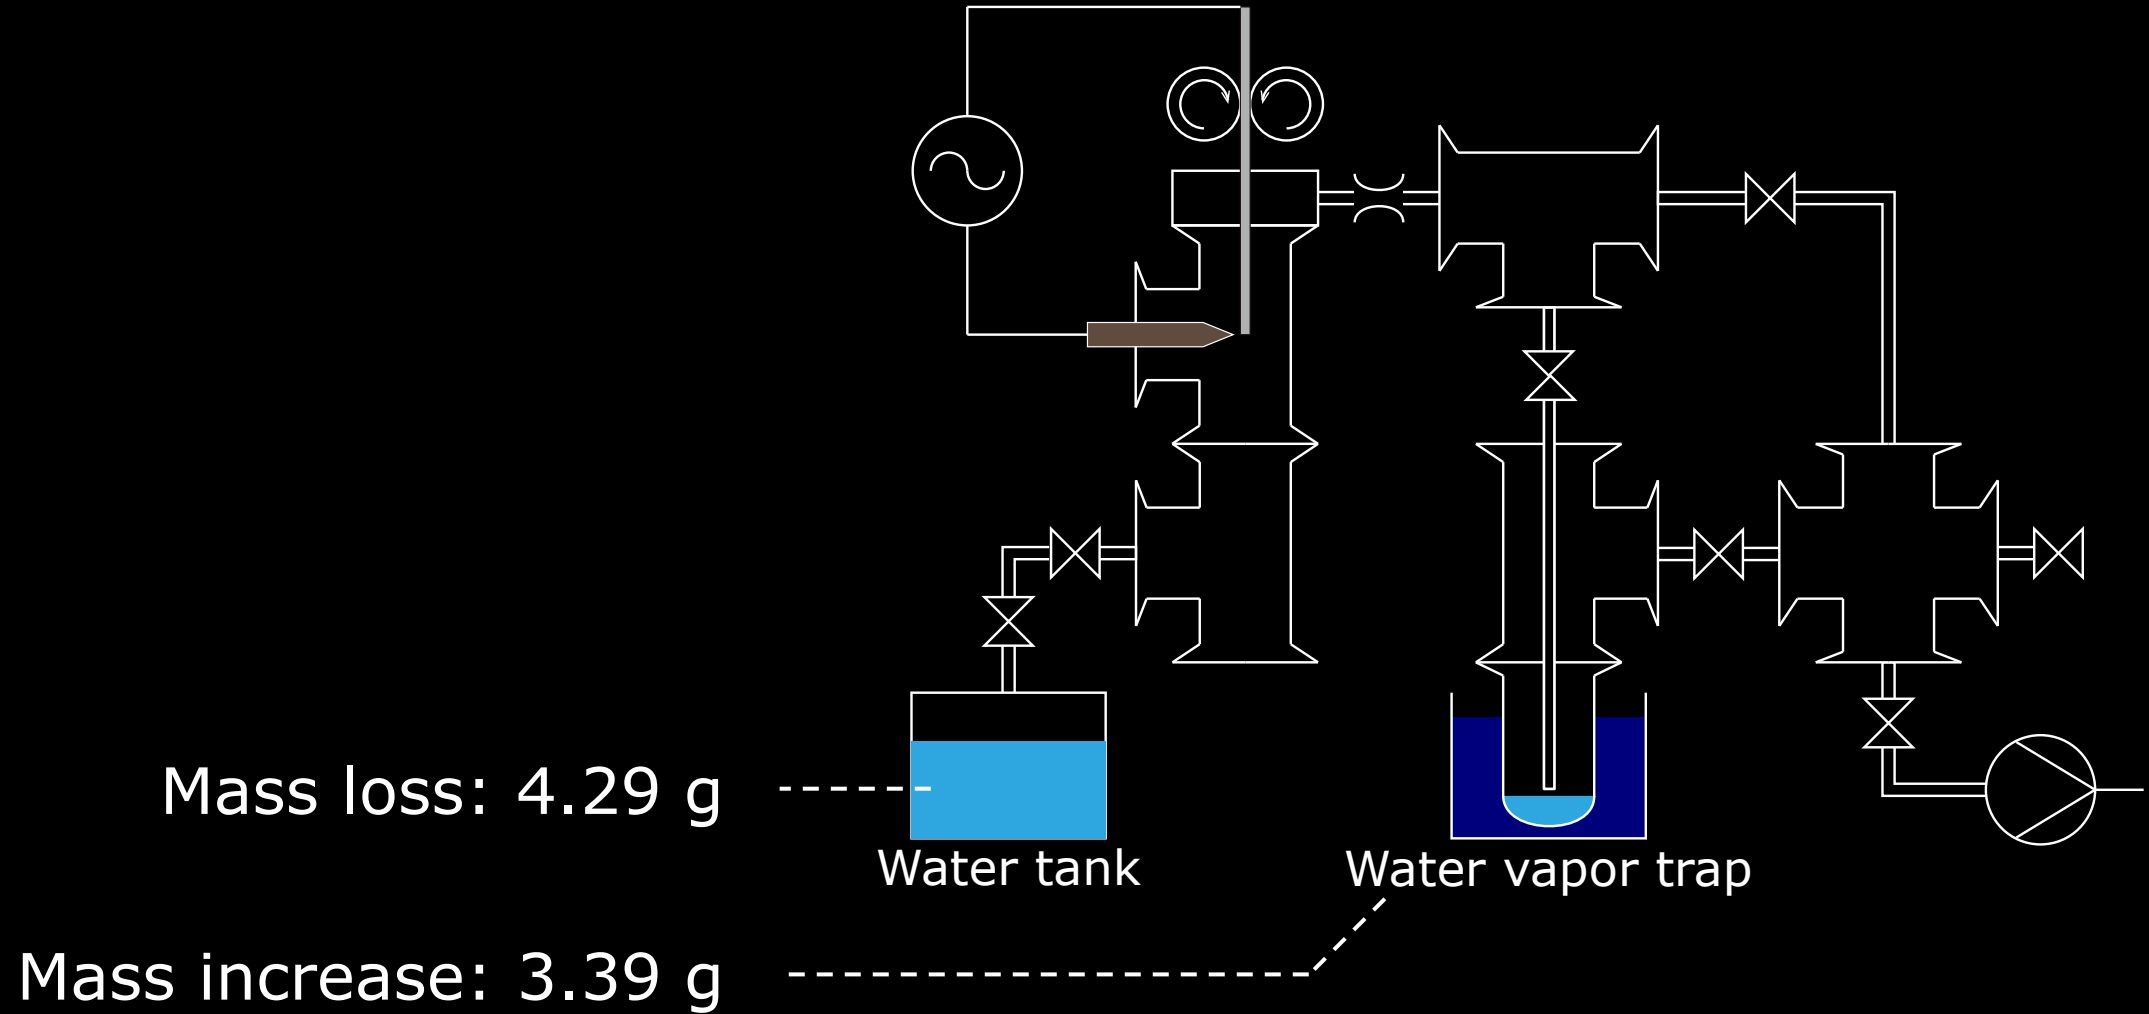 Mass loss: 4.29 g
Water tank
Water vapor trap
Mass increase: 3.39 g